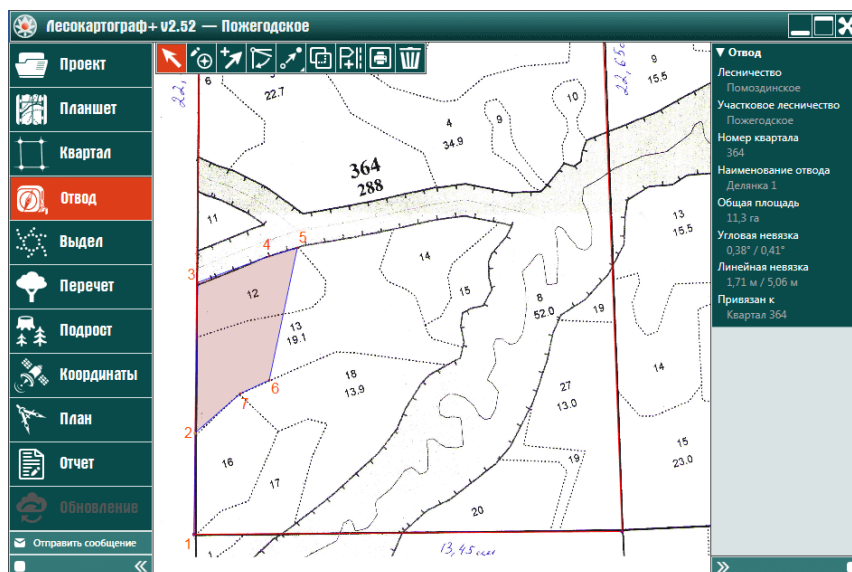 Лесокартограф+ v2.52 — Пожегодское
Проект
Планшет
Квартал
Отвод
Выдел
Перечет
Подрост
Координаты
План
Отчет
Обновление
Отправить сообщение
22,
6
22.7
4
34.9
9
10
22,65см
9
15.5
364
288
11
3
4
5
12
13
19.1
14
15
8
52.0
19
13
15.5
18
13.9
6
7
2
14
27
13.0
16
17
19
15
23.0
20
1
1
13,45см
▼ Отвод
Лесничество
Помоздинское
Участковое лесничество
Пожегодское
Номер квартала
364
Наименование отвода
Делянка 1
Общая площадь
11,3 га
Угловая невязка
0,38° / 0,41°
Линейная невязка
1,71 м / 5,06 м
Привязан к
Квартал 364